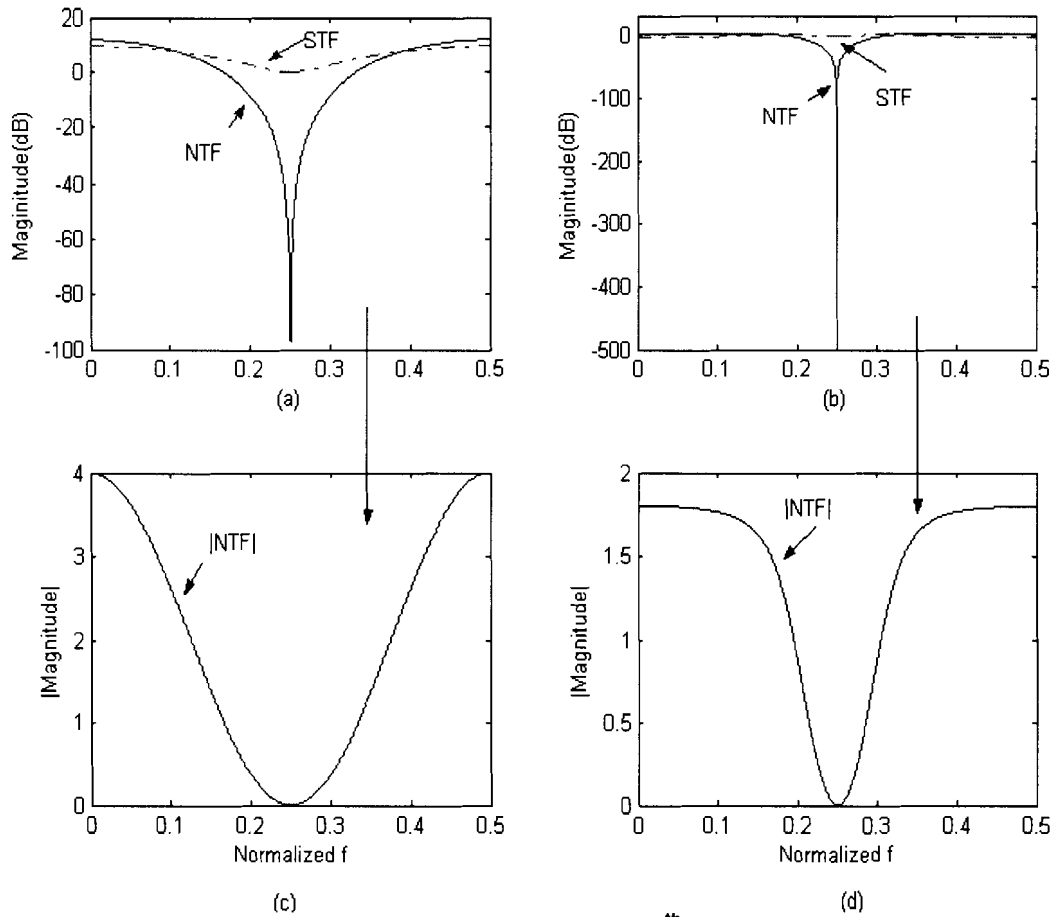 20
0
-20
-40
-60
-80
-100
Maginitude(dB)
STF
NTF
0 0.1 0.2 0.3 0.4 0.5
(a)
0
-100
-200
-300
-400
-500
Maginitude(dB)
NTF
STF
0 0.1 0.2 0.3 0.4 0.5
(b)
4
3
2
1
0
|Magnitude|
|NTF|
0 0.1 0.2 0.3 0.4 0.5
Normalized f
(c)
2
1.5
1
0.5
0
|Magnitude|
|NTF|
0 0.1 0.2 0.3 0.4 0.5
Normalized f
(d)
th